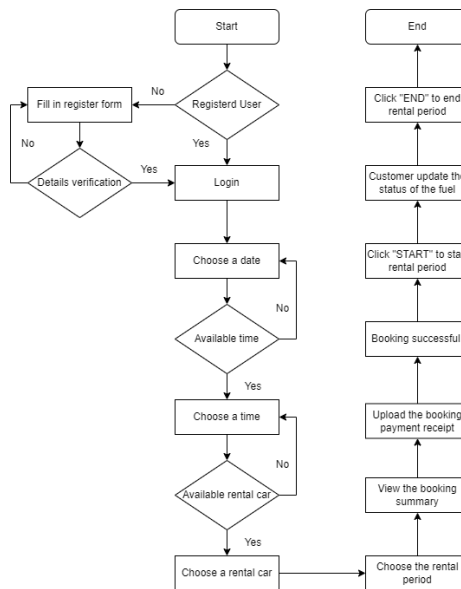 Start
End
No
Fill in register form
Registerd User
Click "END" to end
rental period
No
Yes
Details verification
Yes
Login
Customer update the
status of the fuel
Choose a date
Click "START" to star
rental period
No
Available time
Booking successful
Yes
Choose a time
Upload the booking
payment receipt
No
Available rental car
View the booking
summary
Yes
Choose a rental car
Choose the rental
period